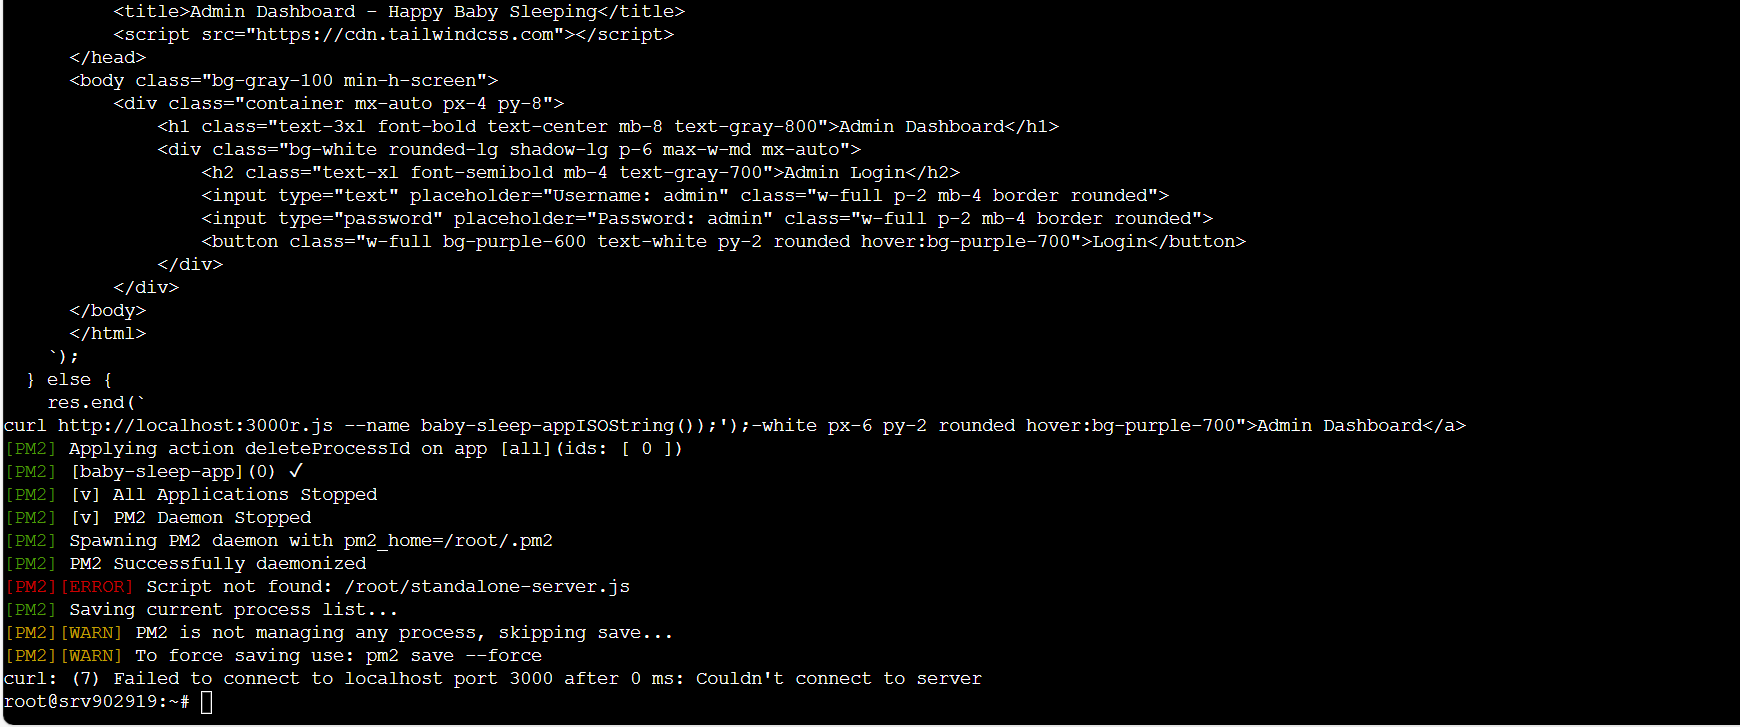 <title>Admin Dashboard - Happy Baby Sleeping</title>
<script src="https://cdn.tailwindcss.com"></script>
</head>
<body class="bg-gray-100 min-h-screen">
<div class="container mx-auto px-4 py-8">
<h1 class="text-3xl font-bold text-center mb-8 text-gray-800">Admin Dashboard</h1>
<div class="bg-white rounded-lg shadow-lg p-6 max-w-md mx-auto">
<h2 class="text-xl font-semibold mb-4 text-gray-700">Admin Login</h2>
<input type="text" placeholder="Username: admin" class="w-full p-2 mb-4 border rounded">
<input type="password" placeholder="Password: admin" class="w-full p-2 mb-4 border rounded">
<button class="w-full bg-purple-600 text-white py-2 rounded hover:bg-purple-700">Login</button>
</div>
</div>
</body>
</html>
`);
} else {
res.end(`
curl http://localhost:3000r.js --name baby-sleep-appISOString());');-white px-6 py-2 rounded hover:bg-purple-700">Admin Dashboard</a>
[PM2] Applying action deleteProcessId on app [all](ids: [ 0 ])
[PM2] [baby-sleep-app](0) ✓
[PM2] [v] All Applications Stopped
[PM2] [v] PM2 Daemon Stopped
[PM2] Spawning PM2 daemon with pm2_home=/root/.pm2
[PM2] PM2 Successfully daemonized
[PM2][ERROR] Script not found: /root/standalone-server.js
[PM2] Saving current process list...
[PM2][WARN] PM2 is not managing any process, skipping save...
[PM2][WARN] To force saving use: pm2 save --force
curl: (7) Failed to connect to localhost port 3000 after 0 ms: Couldn't connect to server
root@srv902919:~#